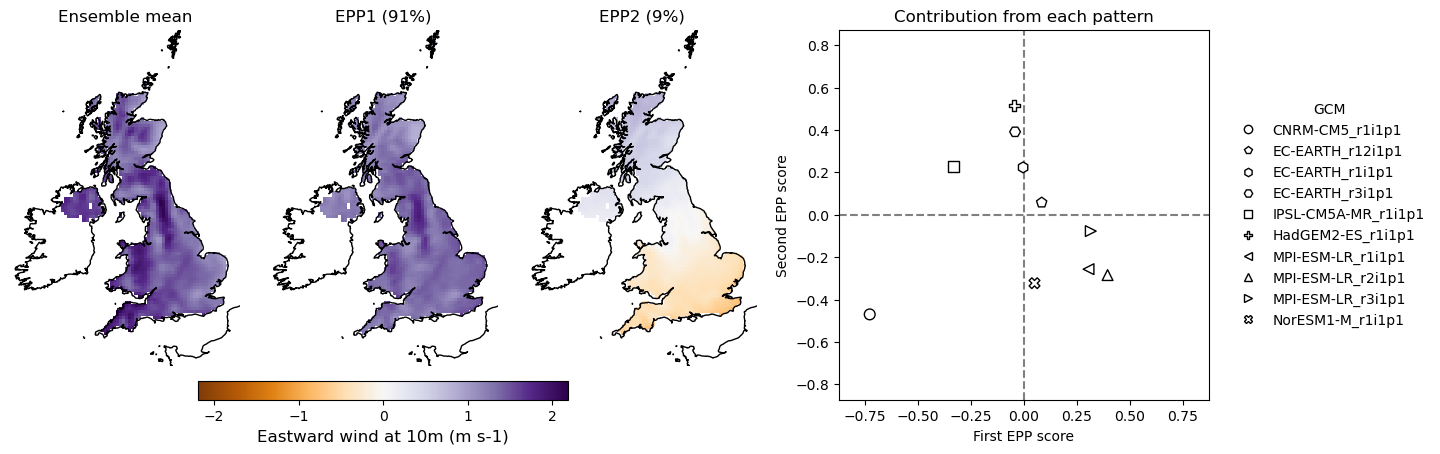 Ensemble mean
EPP1 (91%)
EPP2 (9%)
−2
−1
0
1
2
Eastward wind at 10m (m s-1)
Contribution from each pattern
0.8
0.6
0.4
0.2
0.0
−0.2
−0.4
−0.6
−0.8
Second EPP score
−0.75
−0.50
−0.25
0.00
0.25
0.50
0.75
First EPP score
GCM
CNRM-CM5_r1i1p1
EC-EARTH_r12i1p1
EC-EARTH_r1i1p1
EC-EARTH_r3i1p1
IPSL-CM5A-MR_r1i1p1
HadGEM2-ES_r1i1p1
MPI-ESM-LR_r1i1p1
MPI-ESM-LR_r2i1p1
MPI-ESM-LR_r3i1p1
NorESM1-M_r1i1p1